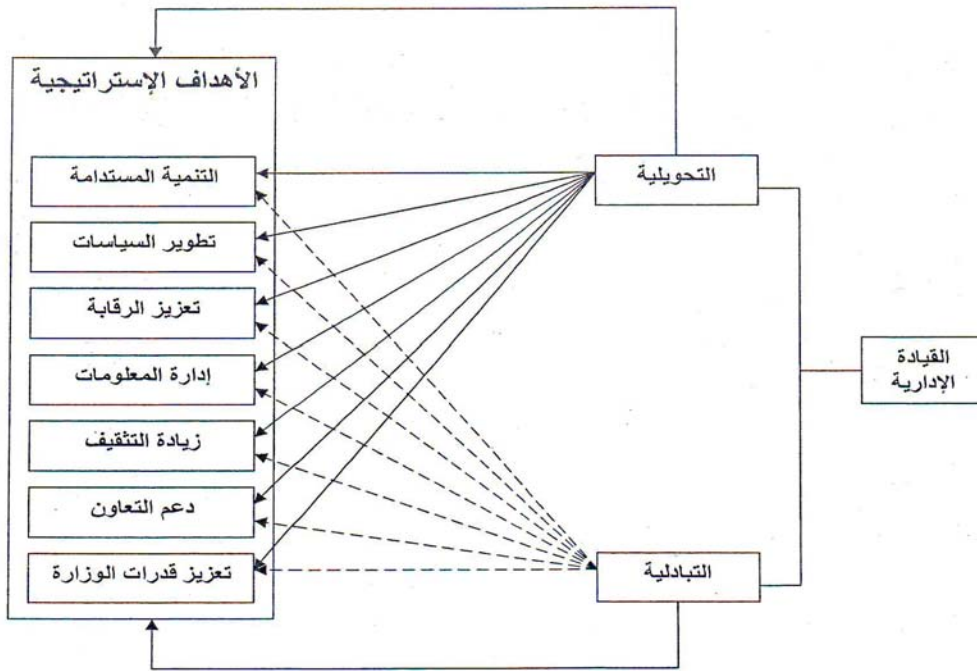 الأهداف الإستراتيجية
التنمية المستدامة
تطوير السياسات
تعزيز الرقابة
إدارة المعلومات
زيادة التثقيف
دعم التعاون
تعزيز قدرات الوزارة
التحويلية
التبادلية
القيادة
الإدارية